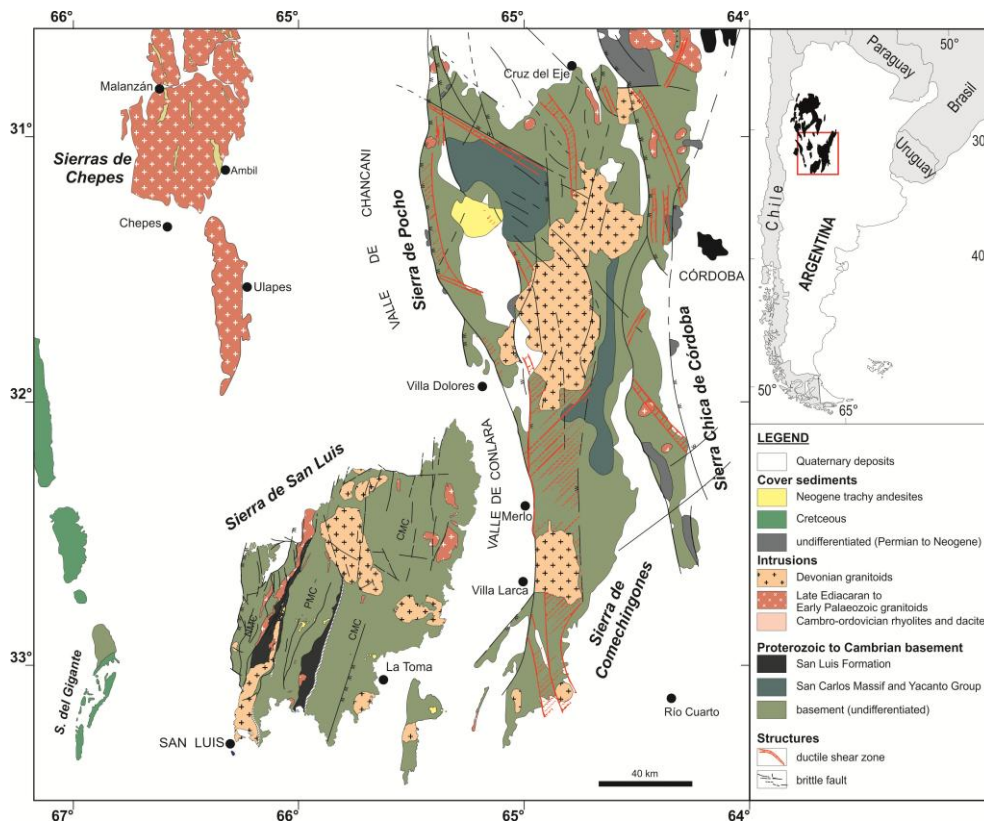 66°
65°
65°
64°
Malanzán
31°
Sierras de
Chepes
Ambil
Chepes
Ulapes
32°
VALLE DE CHANCANI
Sierra de Pocho
Cruz del Eje
CÓRDOBA
Villa Dolores
Sierra Chica de Córdoba
Sierra de San Luis
VALLE DE CONLARA
Merlo
Villa Larca
CMC
NMC
PMC
CMC
Sierra de
Comechingones
33°
S. del Gigante
La Toma
Río Cuarto
SAN LUIS
40 km
67°
66°
65°
64°
50°
Paraguay
Brasil
30°
Uruguay
Chile
ARGENTINA
40°
50°
65°
LEGEND
Quaternary deposits
Cover sediments
Neogene trachy andesites
Cretceous
undifferentiated (Permian to Neogene)
Intrusions
Devonian granitoids
Late Ediacaran to
Early Palaeozoic granitoids
Cambro-ordovician rhyolites and dacite
Proterozoic to Cambrian basement
San Luis Formation
San Carlos Massif and Yacanto Group
basement (undifferentiated)
Structures
ductile shear zone
brittle fault